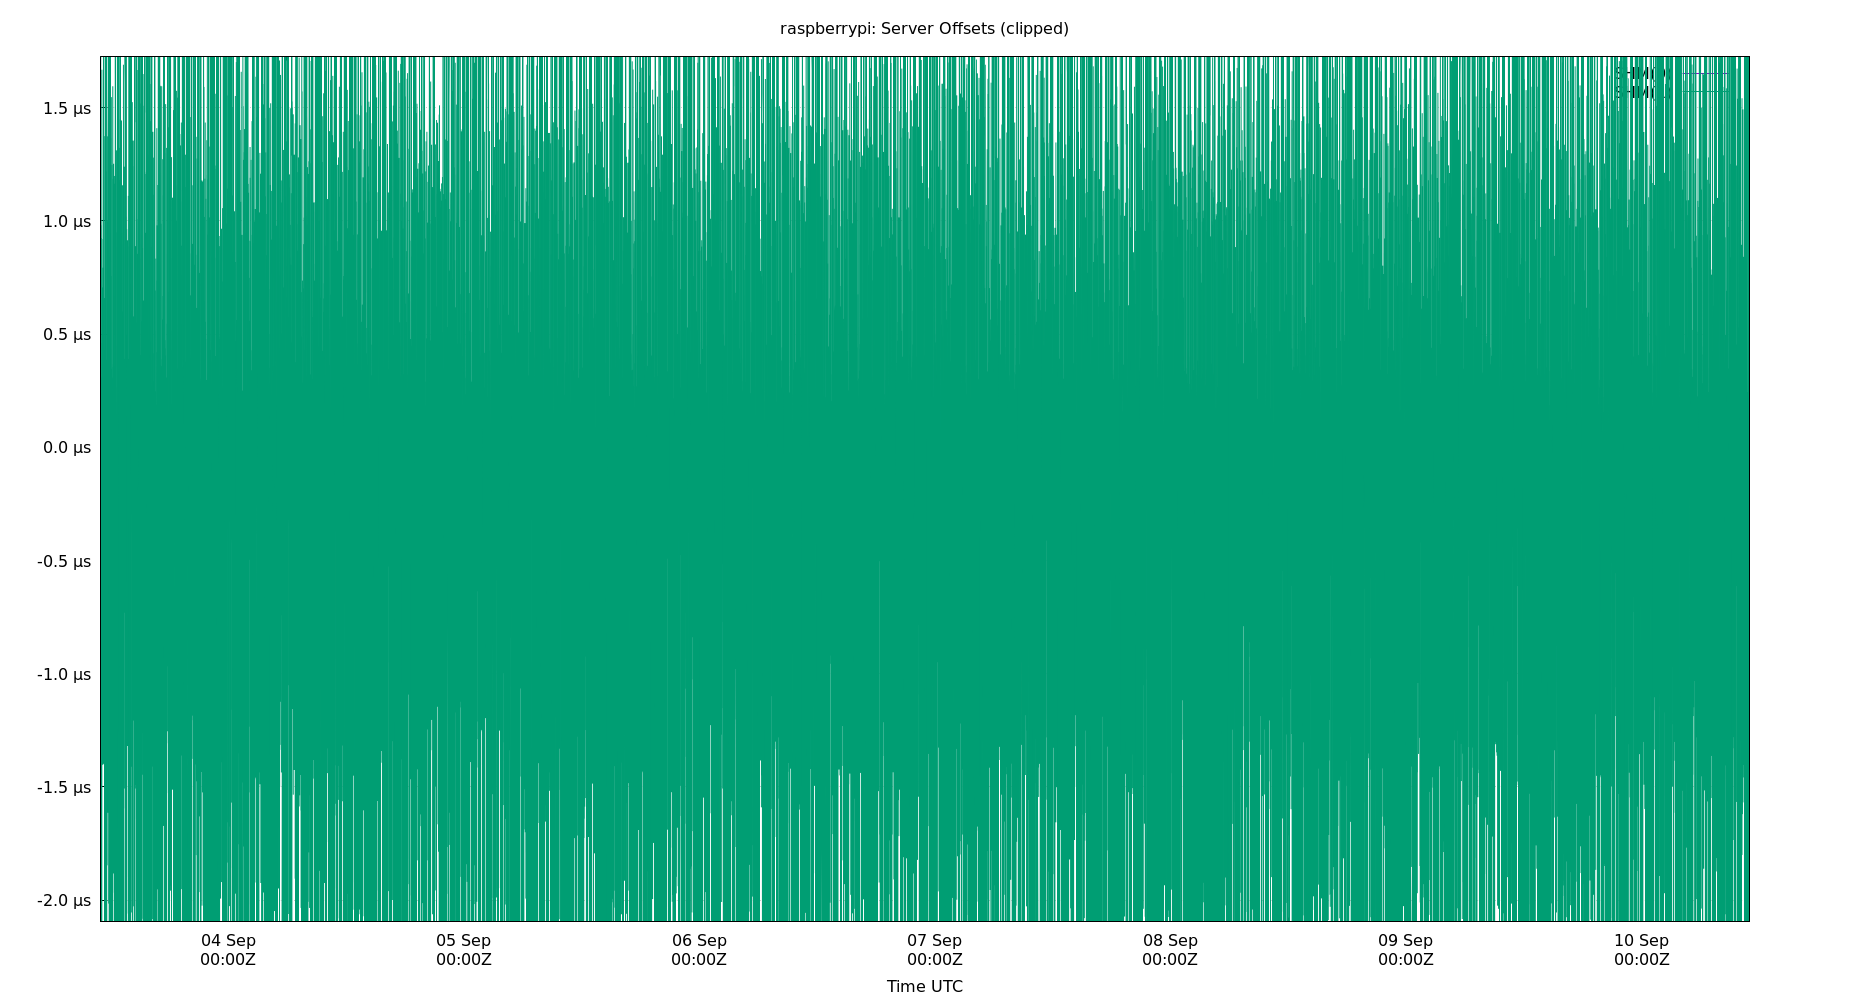 raspberrypi: Server Offsets (clipped)
1.5 µs
1.0 µs
0.5 µs
0.0 µs
-0.5 µs
-1.0 µs
-1.5 µs
-2.0 µs
04 Sep 05 Sep 06 Sep 07 Sep 08 Sep 09 Sep 10 Sep
00:00Z 00:00Z 00:00Z 00:00Z 00:00Z 00:00Z 00:00Z
Time UTC